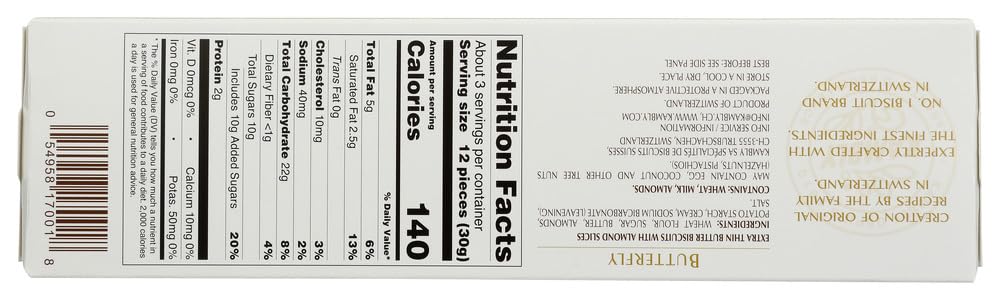 BUTTERFLY
EXTRA THIN BUTTER BISCUITS WITH AMOND SLICES
INGREDIENTS: WHEAT FLOUR, SUGAR, BUTTER, ALMONDS,
POTATO STARCH, CREAM, SODIUM BICARBONATE (LEAVENING),
SALT.
CONTAINS: WHEAT, MILK, ALMONDS.
MAY CONTAIN: EGG, COCONUT AND OTHER TREE NUTS
(HAZELNUTS, PISTACHIOS)
KAMBLY SA SPÉCIALITÉS DE BISCUITS SUISSES
CH-3555 TRUBSCHACHEN, SWITZERLAND
INFO SERVICE / INFORMATION:
INFO@KAMBLY.CH, WWW.KAMBLY.COM
PRODUCT OF SWITZERLAND.
PACKAGED IN A PROTECTIVE ATMOSPHERE.
STORE IN A COOL, DRY PLACE.
BEST BEFORE: SEE SIDE PANEL
CREATION OF ORIGINAL
RECIPES BY THE FAMILY
IN SWITZERLAND.
EXPERTLY CRAFTED WITH
THE FINEST INGREDIENTS.
NO. 1 BISCUIT BRAND
IN SWITZERLAND.
Nutrition Facts
About 3 servings per container
Serving size 12 pieces (30g)
Amount per serving
Calories 140
% Daily Value*
Total Fat 5g 6%
Saturated Fat 2.5g 13%
Trans Fat 0g
Cholesterol 10mg 3%
Sodium 40mg 2%
Total Carbohydrate 22g 8%
Dietary Fiber <1g 4%
Total Sugars 10g
Includes 10g Added Sugars 20%
Protein 2g
Vit. D 0mcg 0% • Calcium 10mg 0%
Iron 0mg 0% • Potas. 50mg 0%
* The % Daily Value (DV) tells you how much a nutrient in
a serving of food contributes to a daily diet. 2,000 calories
a day is used for general nutrition advice.
0 54958 17001 8